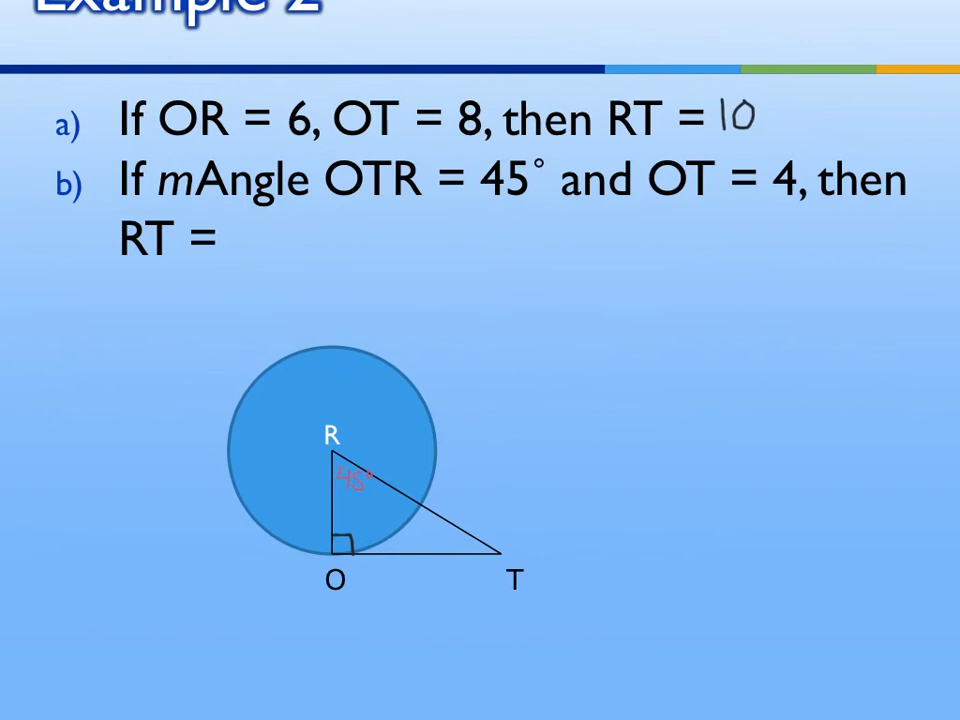 Example 2
a) If OR = 6, OT = 8, then RT = 10
b) If mAngle OTR = 45˚ and OT = 4, then
RT =
R
45°
O T